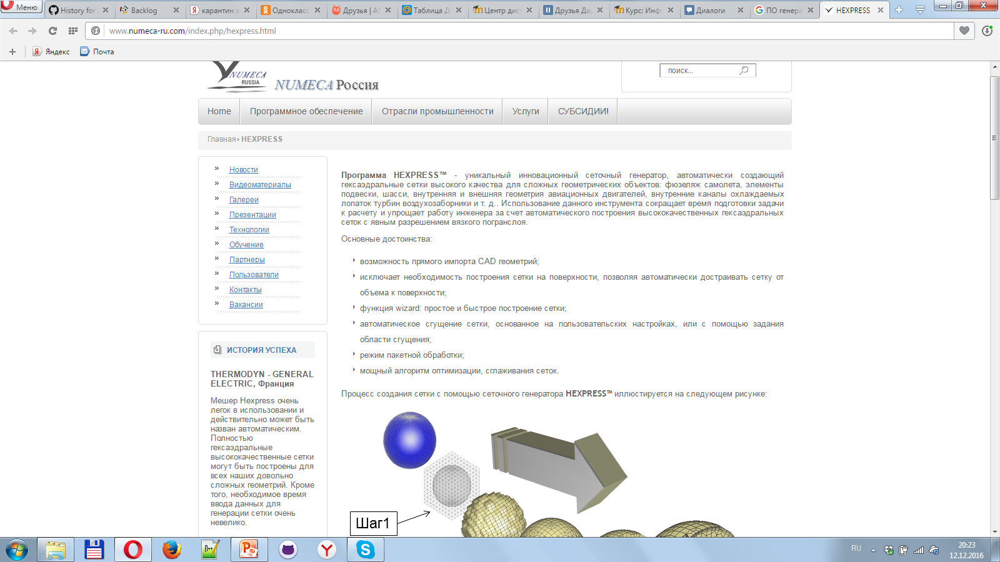 Меню
History for
Backlog
карантин в
Одноклас
Друзья | AS
Таблица Д
Центр дис
Друзья Да
Курс: Инфо
Диалоги
ПО генера
HEXPRESS
www.numeca-ru.com/index.php/hexpress.html
Яндекс
Почта
NUMECA
RUSSIA
NUMECA Россия
поиск...
Home
Программное обеспечение
Отрасли промышленности
Услуги
СУБСИДИИ!
Главная HEXPRESS
Новости
Видеоматериалы
Галереи
Презентации
Технологии
Обучение
Партнеры
Пользователи
Контакты
Вакансии
ИСТОРИЯ УСПЕХА
THERMODYN - GENERAL
ELECTRIC, Франция
Мешер Hexpress очень
легок в использовании и
действительно может быть
назван автоматическим.
Полностью
гексаэдральные
высококачественные сетки
могут быть построены для
всех наших довольно
сложных геометрий. Кроме
того, необходимое время
ввода данных для
генерации сетки очень
невелико.
Программа HEXPRESS™ - уникальный инновационный сеточный генератор, автоматически создающий
гексаэдральные сетки высокого качества для сложных геометрических объектов: фюзеляж самолета, элементы
подвески, шасси, внутренняя и внешняя геометрия авиационных двигателей, внутренние каналы охлаждаемых
лопаток турбин воздухозаборники и т. д.. Использование данного инструмента сокращает время подготовки задачи
к расчету и упрощает работу инженера за счет автоматического построения высококачественных гексаэдральных
сеток с явным разрешением вязкого погранслоя.
Основные достоинства:
возможность прямого импорта CAD геометрий;
исключает необходимость построения сетки на поверхности, позволяя автоматически достраивать сетку от
объема к поверхности;
функция wizard: простое и быстрое построение сетки;
автоматическое сгущение сетки, основанное на пользовательских настройках, или с помощью задания
области сгущения;
режим пакетной обработки;
мощный алгоритм оптимизации, сглаживания сеток.
Процесс создания сетки с помощью сеточного генератора HEXPRESS™ иллюстируется на следующем рисунке:
Шаг1
RU
20:23
12.12.2016